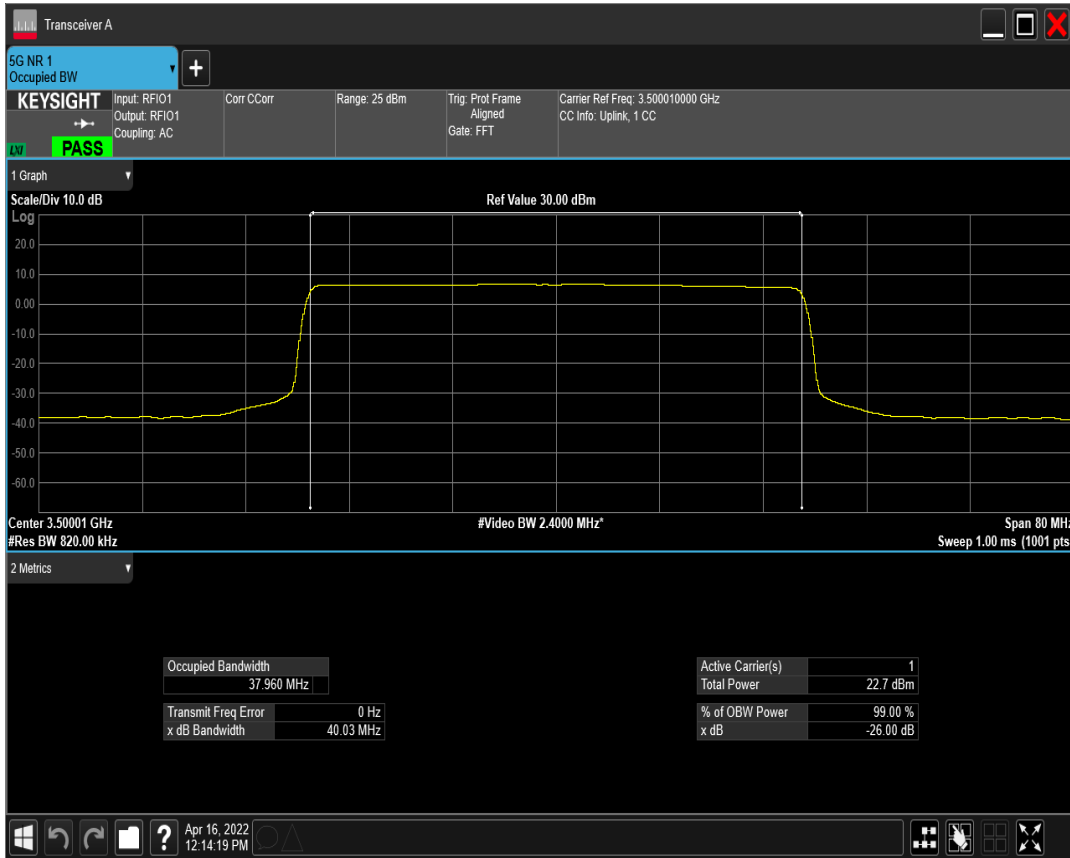 Transceiver A
5G NR 1
Occupied BW
KEYSIGHT
LXI
PASS
Input: RFIO1
Output: RFIO1
Coupling: AC
Corr CCorr
Range: 25 dBm
Trig: Prot Frame
Aligned
Gate: FFT
Carrier Ref Freq: 3.500010000 GHz
CC Info: Uplink, 1 CC
1 Graph
Scale/Div 10.0 dB
Ref Value 30.00 dBm
Log
20.0
10.0
0.00
-10.0
-20.0
-30.0
-40.0
-50.0
-60.0
Center 3.50001 GHz
#Video BW 2.4000 MHz*
Span 80 MHz
#Res BW 820.00 kHz
Sweep 1.00 ms (1001 pts
2 Metrics
Occupied Bandwidth
37.960 MHz
Transmit Freq Error 0 Hz
x dB Bandwidth 40.03 MHz
Active Carrier(s) 1
Total Power 22.7 dBm
% of OBW Power 99.00 %
x dB -26.00 dB
?
Apr 16, 2022
12:14:19 PM